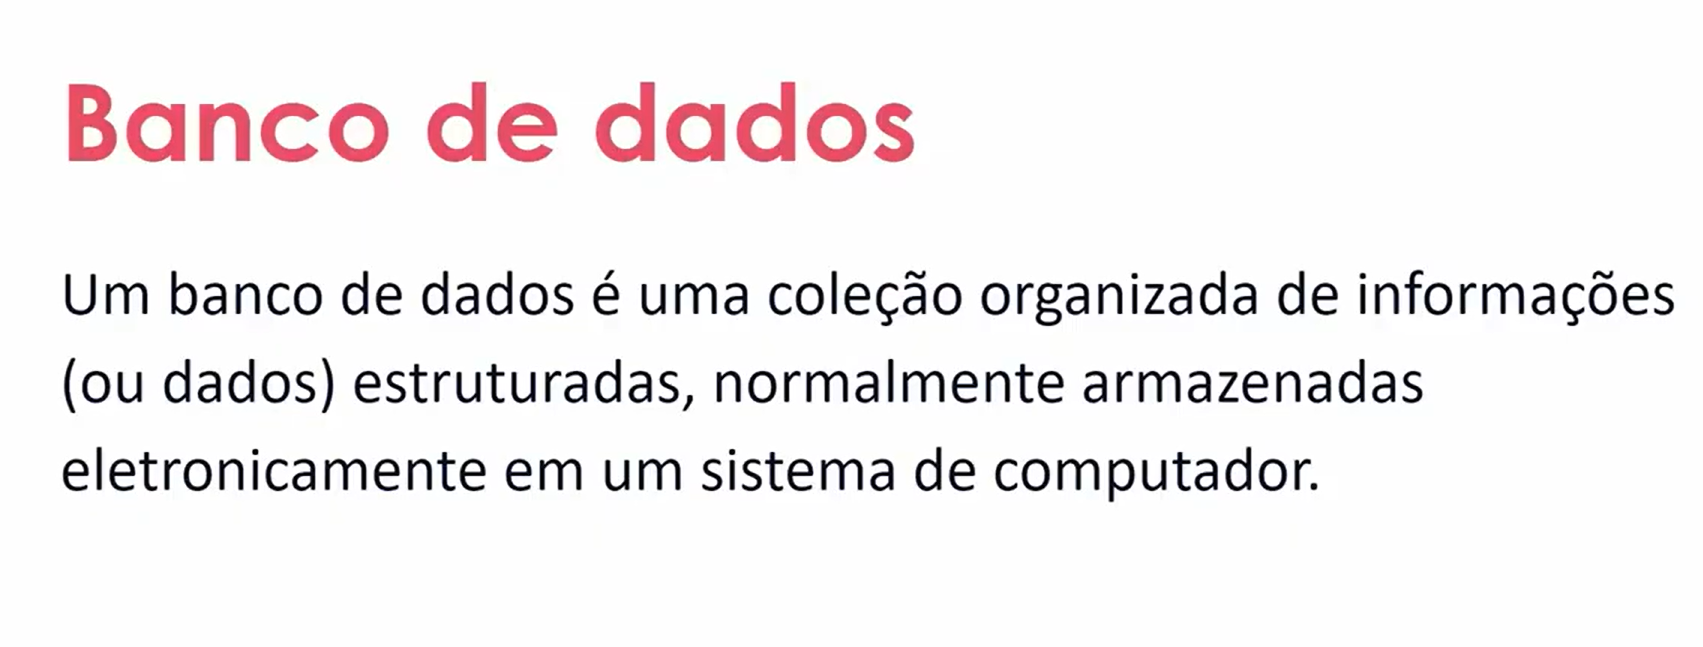 Banco de dados
Um banco de dados é uma coleção organizada de informações
(ou dados) estruturadas, normalmente armazenadas
eletronicamente em um sistema de computador.